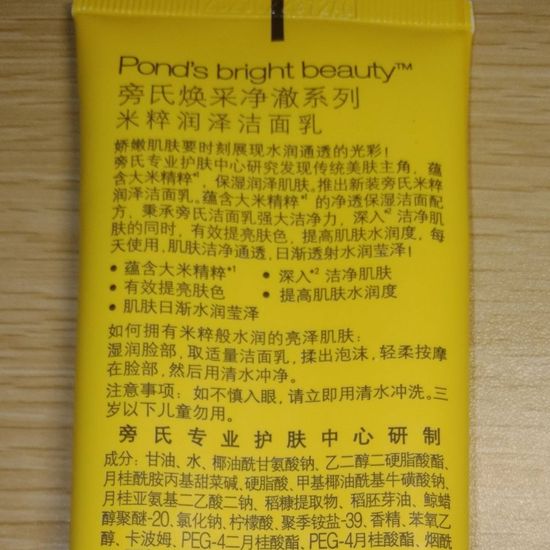 Pond's bright beauty™
旁氏焕采净澈系列
米粹润泽洁面乳
娇嫩肌肤要时刻展现水润通透的光彩！
旁氏专业护肤中心研究发现传统美肤主角，蕴
含大米精粹*¹，保湿润泽肌肤。推出新装旁氏米粹
润泽洁面乳。蕴含大米精粹*¹ 的净透保湿洁面配
方，秉承旁氏洁面乳强大洁净力，深入*² 洁净肌
肤的同时，有效提亮肤色，提高肌肤水润度，每
天使用，肌肤洁净通透，日渐透射水润莹泽！
• 蕴含大米精粹*¹ • 深入*² 洁净肌肤
• 有效提亮肤色 • 提高肌肤水润度
• 肌肤日渐水润莹泽
如何拥有米粹般水润的亮泽肌肤：
湿润脸部，取适量洁面乳，揉出泡沫，轻柔按摩
在脸部，然后用清水冲净。
注意事项：如不慎入眼，请立即用清水冲洗。三
岁以下儿童勿用。
旁氏专业护肤中心研制
成分：甘油、水、椰油酰甘氨酸钠、乙二醇二硬脂酸酯、
月桂酰胺丙基甜菜碱、硬脂酸、甲基椰油酰基牛磺酸钠、
月桂亚氨基二乙酸二钠、稻糠提取物、稻胚芽油、鲸蜡
醇聚醚-20、氯化钠、柠檬酸、聚季铵盐-39、香精、苯氧乙
醇、卡波姆、PEG-4二月桂酸酯、PEG-4月桂酸酯、烟酰